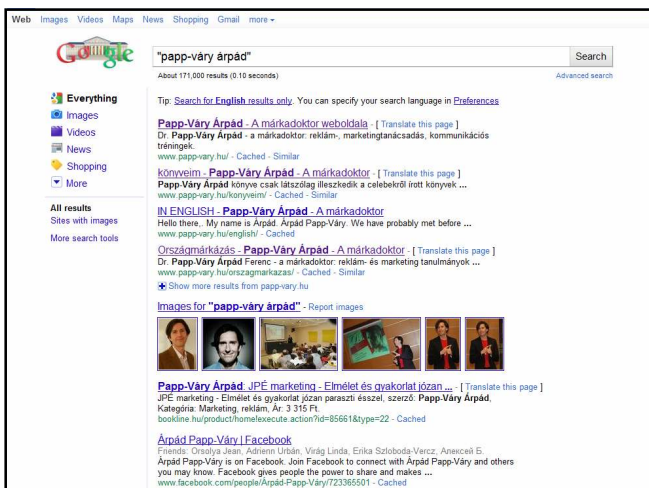 Web Images Videos Maps News Shopping Gmail more
Google
"papp-váry árpád"
Search
About 171,000 results (0.10 seconds)
Advanced search
Everything
Images
Videos
News
Shopping
More
All results
Sites with images
More search tools
Tip: Search for English results only. You can specify your search language in Preferences
Papp-Váry Árpád - A márkadoktor weboldala - [ Translate this page ]
Dr. Papp-Váry Árpád - a márkadoktor: reklám-, marketingtanácsadás, kommunikációs
tréningek.
www.papp-vary.hu/ - Cached - Similar
könyveim - Papp-Váry Árpád - A márkadoktor - [ Translate this page ]
Papp-Váry Árpád könyve csak látszólag illeszkedik a celebekről írott könyvek ...
www.papp-vary.hu/konyveim/ - Cached - Similar
IN ENGLISH - Papp-Váry Árpád - A márkadoktor
Hello there,. My name is Árpád. Árpád Papp-Váry. We have probably met before ...
www.papp-vary.hu/english/ - Cached
Országmárkázás - Papp-Váry Árpád - A márkadoktor - [ Translate this page ]
Dr. Papp-Váry Árpád Ferenc - a márkadoktor: reklám- és marketing tanulmányok ...
www.papp-vary.hu/orszagmarkazas/ - Cached - Similar
Show more results from papp-vary.hu
Images for "papp-váry árpád" - Report images
Papp-Váry Árpád: JPÉ marketing - Elmélet és gyakorlat józan ... - [ Translate this page ]
JPÉ marketing - Elmélet és gyakorlat józan paraszti ésszel, szerző: Papp-Váry Árpád,
Kategória: Marketing, reklám, Ár: 3 315 Ft.
bookline.hu/product/home!execute.action?id=85661&type=22 - Cached
Árpád Papp-Váry | Facebook
Friends: Orsolya Jean, Adrienn Urbán, Virág Linda, Erika Szloboda-Vercz, Алексей Б.
Árpád Papp-Váry is on Facebook. Join Facebook to connect with Árpád Papp-Váry and others
you may know. Facebook gives people the power to share and makes ...
www.facebook.com/people/Árpád-Papp-Váry/723365501 - Cached